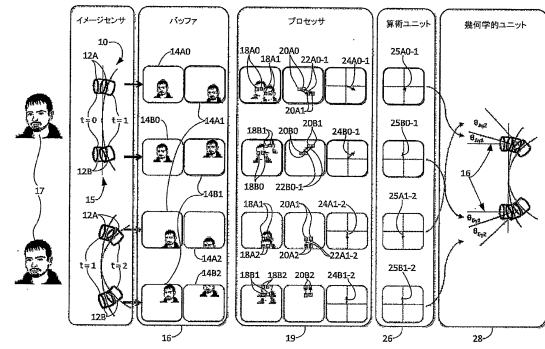 イメージセンサ
バッファ
プロセッサ
算術ユニット
幾何学的ユニット
12A
10
14A0
18A0
18A1
20A0
22A0-1
24A0-1
25A0-1
20A1
t=0
t=1
14A1
14B0
18B1
20B0
20B1
24B0-1
25B0-1
12B
15
14B1
18B0
22B0-1
16
17
12A
18A1
20A1
24A1-2
25A1-2
t=1
t=2
14A2
14B2
18A2
20A2
22A1-2
18B1
18B2
20B2
24B1-2
25B1-2
12B
16
19
26
28